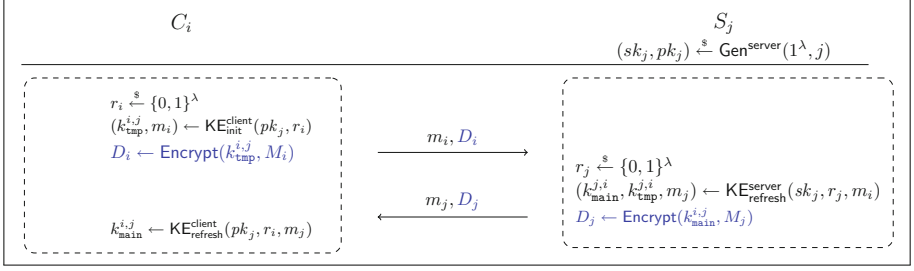 C_i S_j
(sk_j, pk_j) ←$ Gen^server(1^λ, j)
r_i ←$ {0, 1}^λ
(k_tmp^{i,j}, m_i) ← KE_init^client(pk_j, r_i)
D_i ← Encrypt(k_tmp^{i,j}, M_i)
m_i, D_i
r_j ←$ {0, 1}^λ
(k_main^{j,i}, k_tmp^{j,i}, m_j) ← KE_refresh^server(sk_j, r_j, m_i)
D_j ← Encrypt(k_main^{i,j}, M_j)
m_j, D_j
k_main^{i,j} ← KE_refresh^client(pk_j, r_i, m_j)